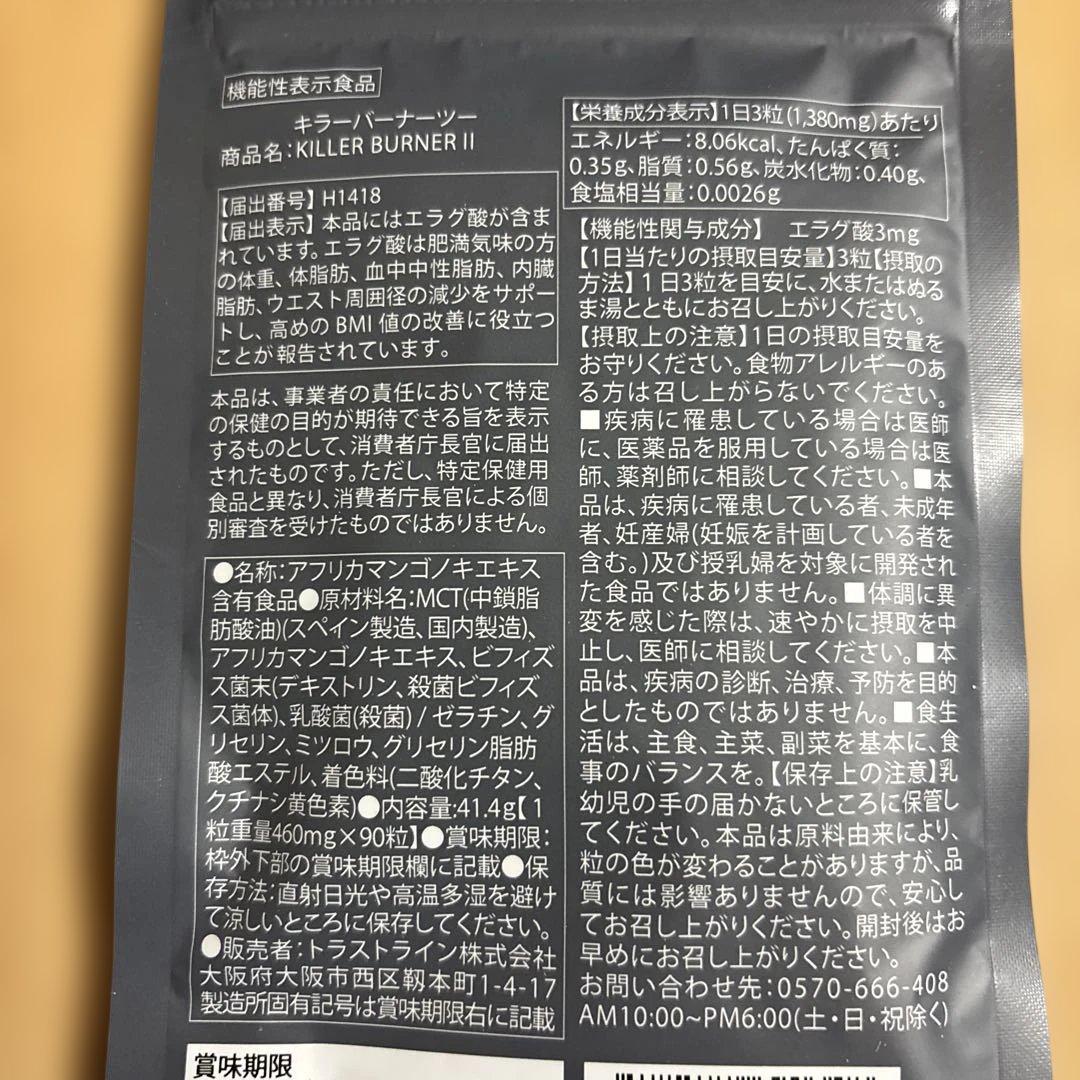 機能性表示食品
キラーバーナーツー
商品名:KILLER BURNER II
【届出番号】H1418
【届出表示】本品にはエラグ酸が含ま
れています。エラグ酸は肥満気味の方
の体重、体脂肪、血中中性脂肪、内臓
脂肪、ウエスト周囲径の減少をサポー
トし、高めの BMI 値の改善に役立つ
ことが報告されています。
本品は、事業者の責任において特定
の保健の目的が期待できる旨を表示
するものとして、消費者庁長官に届出
されたものです。ただし、特定保健用
食品と異なり、消費者庁長官による個
別審査を受けたものではありません。
●名称:アフリカマンゴノキエキス
含有食品●原材料名:MCT(中鎖脂
肪酸油)(スペイン製造、国内製造)、
アフリカマンゴノキエキス、ビフィズ
ス菌末(デキストリン、殺菌ビフィズ
ス菌体)、乳酸菌(殺菌) / ゼラチン、グ
リセリン、ミツロウ、グリセリン脂肪
酸エステル、着色料(二酸化チタン、
クチナシ黄色素)●内容量:41.4g【1
粒重量460mg×90粒】●賞味期限:
枠外下部の賞味期限欄に記載●保
存方法:直射日光や高温多湿を避け
て涼しいところに保存してください。
●販売者:トラストライン株式会社
大阪府大阪市西区靱本町1-4-17
製造所固有記号は賞味期限右に記載
賞味期限
【栄養成分表示】1日3粒(1,380mg)あたり
エネルギー:8.06kcal、たんぱく質:
0.35g、脂質:0.56g、炭水化物:0.40g、
食塩相当量:0.0026g
【機能性関与成分】 エラグ酸3mg
【1日当たりの摂取目安量】3粒【摂取の
方法】1日3粒を目安に、水またはぬる
ま湯とともにお召し上がりください。
【摂取上の注意】1日の摂取目安量を
お守りください。食物アレルギーのあ
る方は召し上がらないでください。
■疾病に罹患している場合は医師
に、医薬品を服用している場合は医
師、薬剤師に相談してください。■本
品は、疾病に罹患している者、未成年
者、妊産婦(妊娠を計画している者を
含む。)及び授乳婦を対象に開発され
た食品ではありません。■体調に異
変を感じた際は、速やかに摂取を中
止し、医師に相談してください。■本
品は、疾病の診断、治療、予防を目的
としたものではありません。■食生
活は、主食、主菜、副菜を基本に、食
事のバランスを。【保存上の注意】乳
幼児の手の届かないところに保管し
てください。本品は原料由来により、
粒の色が変わることがありますが、品
質には影響ありませんので、安心し
てお召し上がりください。開封後はお
早めにお召し上がりください。
お問い合わせ先:0570-666-408
AM10:00~PM6:00(土・日・祝除く)